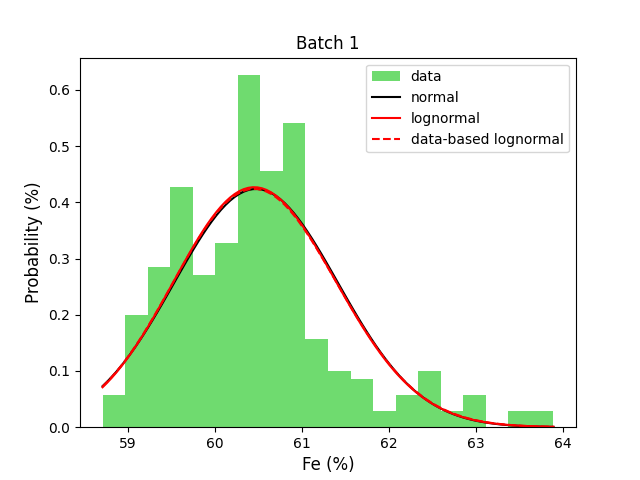 Batch 1
data
normal
lognormal
data-based lognormal
Probability (%)
0.6
0.5
0.4
0.3
0.2
0.1
0.0
59 60 61 62 63 64
Fe (%)